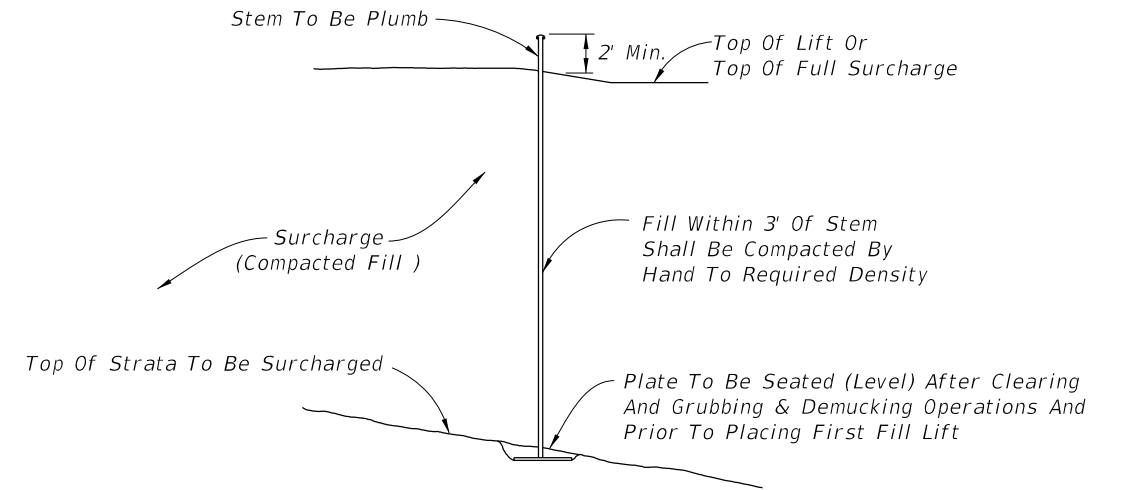 Stem To Be Plumb
2' Min.
Top Of Lift Or
Top Of Full Surcharge
Surcharge
(Compacted Fill )
Fill Within 3' Of Stem
Shall Be Compacted By
Hand To Required Density
Top Of Strata To Be Surcharged
Plate To Be Seated (Level) After Clearing
And Grubbing & Demucking Operations And
Prior To Placing First Fill Lift